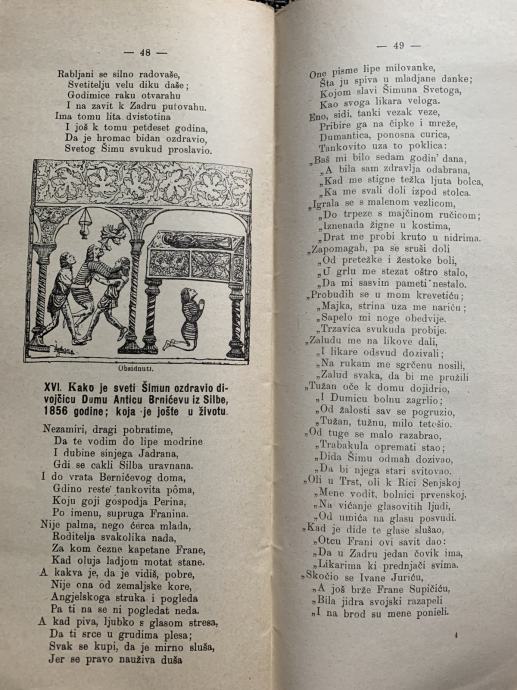 — 48 —
Rabljani se silno radovaše,
Svetitelju velu diku daše;
Godimice raku otvarahu
I na zavit k Zadru putovahu.
Ima tomu lita dvistotina
I još k tomu petdeset godina,
Da je hromac bidan ozdravio,
Svetog Šimu svukud proslavio.
Obsidnuti.
XVI. Kako je sveti Šimun ozdravio di-
vojčicu Dumu Anticu Brnićevu iz Silbe,
1856 godine; koja je jošte u životu.
Nezamiri, dragi pobratime,
Da te vodim do lipe modrine
I dubine sinjega Jadrana,
Gdi se cakli Silba uravnana.
I do vrata Bernićevog doma,
Gdino reste tankovita pôma,
Koju goji gospodja Perina,
Po imenu, supruga Franina.
Nije palma, nego ćerca mlada,
Roditelja svakolika nada,
Za kom čezne kapetane Frane,
Kad oluja ladjom motat stane.
A kakva je, da je vidiš, pobre,
Nije ona od zemaljske kore,
Angjelskoga struka i pogleda
Pa ti na se ni pogledat neda.
A kad piva, ljubko s glasom stresa,
Da ti srce u grudima plesa;
Svak se kupi, da je mirno sluša,
Jer se pravo nauživa duša
— 49 —
One pisme lipe milovanke,
Šta ju spiva u mladjane danke;
Kojom slavi Šimuna Svetoga,
Kao svoga likara veloga.
Eno, sidi, tanki vezak veze,
Pribire ga na čipke i mreže,
Dumantica, ponosna curica,
Tankovito uza to poklica:
„Baš mi bilo sedam godin' dana,
„A bila sam zdravlja odabrana,
„Kad me stigne težka ljuta bolca,
„Ka me svali doli izpod stolca.
„Igrala se s malenom vezlicom,
„Do trpeze s majčinom ručicom;
„Iznenada žigne u kostima,
„Drat me probi kruto u nidrima.
„Zapomagah, pa se sruši doli
„Od pretežke i žestoke boli,
„U grlu me stezat oštro stalo,
„Da mi sasvim pameti nestalo.
„Probudih se u mom krevetiću;
„Majka, strina uza me nariću;
„Sapelo mi noge obedvije.
„Trzavica svukuda probije.
„Zaludu me na likove dali,
„I likare odsvud dozivali;
„Na rukam me sgrčenu nosili,
„Zalud svaka, da bi me pružili
„Tužan oče k domu dojidrio,
„I Dumicu bolnu zagrlio;
„Od žalosti sav se pogruzio,
„Tužan, tužnu, milo tetošio.
„Od tuge se malo razabrao,
„Trabakula opremati stao;
„Dida Šimu odmah dozivao,
„Da bi njega stari svitovao.
„Oli u Trst, oli k Rici Senjskoj
„Mene vodit, bolnici prvenskoj.
„Na vićanje glasovitih ljudi,
„Od umića na glasu posvudi.
„Kad je dide te glase slušao,
„Otcu Frani ovi savit dao:
„Da u Zadru jedan čovik ima,
„Likarima ki prednjači svima.
„Skočio se Ivane Juriću,
„A još brže Frane Supičiću,
„Bila jidra svojski razapeli
„I na brod su mene ponieli.
4